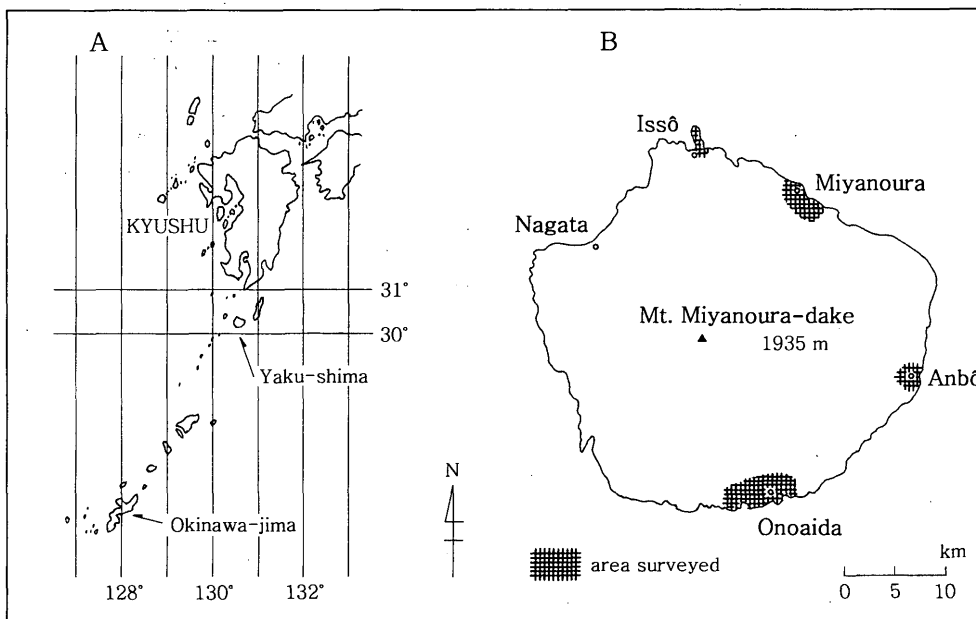 A
KYUSHU
31°
30°
Yaku-shima
Okinawa-jima
128° 130° 132°
N
B
Issô
Miyanoura
Nagata
Mt. Miyanoura-dake
1935 m
Anbô
Onoaida
area surveyed
km
0 5 10